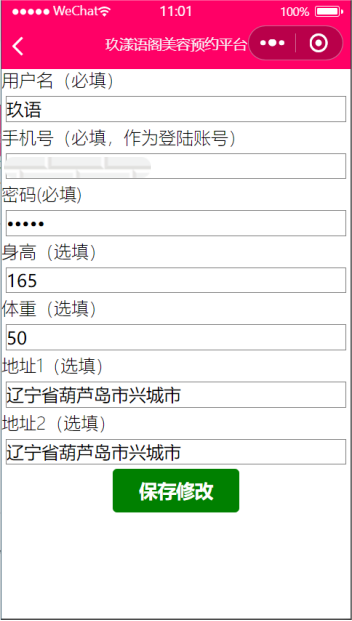 WeChat 11:01 100%
玖漾语阁美容预约平台
用户名（必填）
玖语
手机号（必填，作为登陆账号）
密码(必填)
•••••
身高（选填）
165
体重（选填）
50
地址1（选填）
辽宁省葫芦岛市兴城市
地址2（选填）
辽宁省葫芦岛市兴城市
保存修改